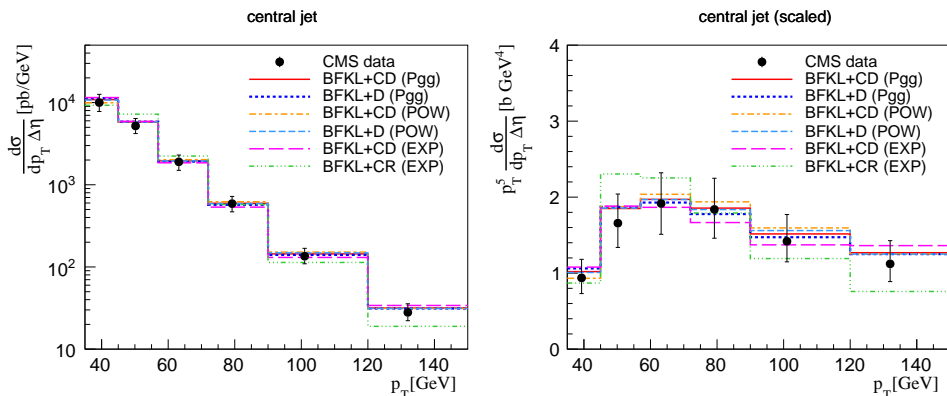 central jet
dσ
dp_T Δη [pb/GeV]
10^4
10^3
10^2
10
CMS data
BFKL+CD (Pgg)
BFKL+D (Pgg)
BFKL+CD (POW)
BFKL+D (POW)
BFKL+CD (EXP)
BFKL+CR (EXP)
40 60 80 100 120 140
p_T[GeV]
central jet (scaled)
p_T^5 dσ
dp_T Δη [b GeV^4]
5
4
3
2
1
0
CMS data
BFKL+CD (Pgg)
BFKL+D (Pgg)
BFKL+CD (POW)
BFKL+D (POW)
BFKL+CD (EXP)
BFKL+CR (EXP)
40 60 80 100 120 140
p_T[GeV]